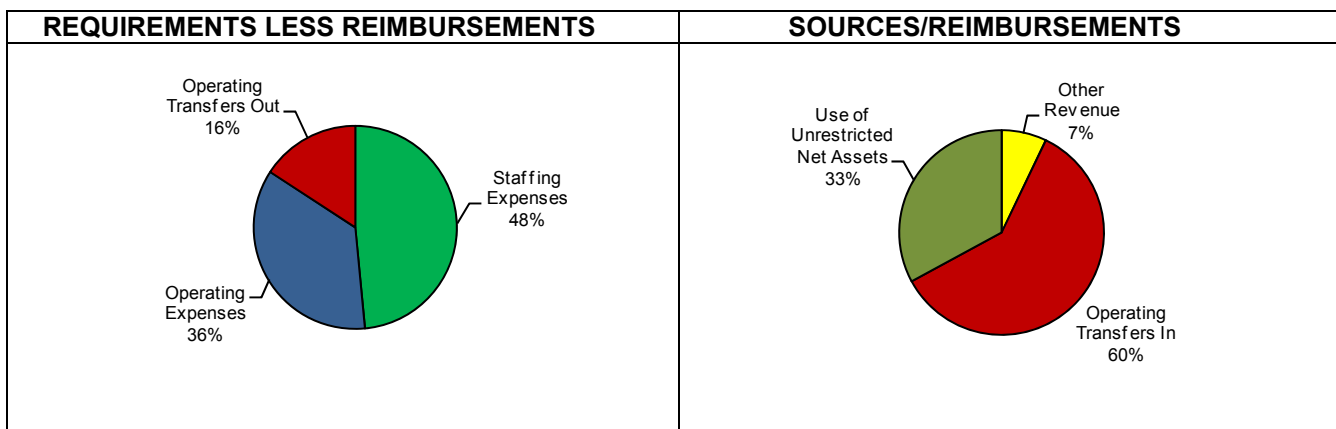 REQUIREMENTS LESS REIMBURSEMENTS
SOURCES/REIMBURSEMENTS
Operating
Transfers Out
16%
Staffing
Expenses
48%
Operating
Expenses
36%
Other
Revenue
7%
Use of
Unrestricted
Net Assets
33%
Operating
Transfers In
60%